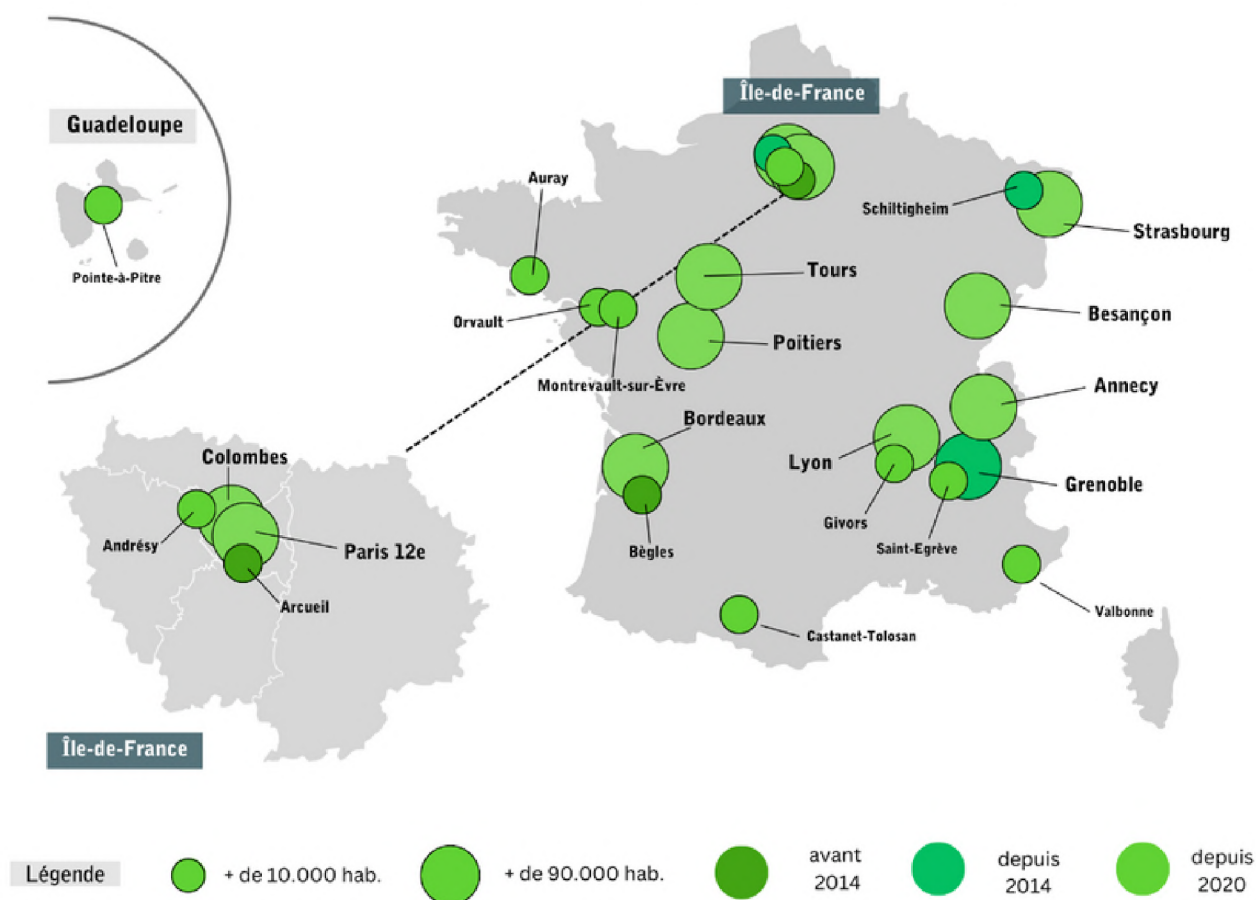 Île-de-France
Guadeloupe
Auray
Schiltigheim
Strasbourg
Pointe-à-Pitre
Tours
Orvault
Besançon
Poitiers
Montrevault-sur-Èvre
Annecy
Bordeaux
Colombes
Lyon
Grenoble
Givors
Andrésy
Paris 12e
Bègles
Saint-Egrève
Arcueil
Valbonne
Castanet-Tolosan
Île-de-France
Légende
+ de 10.000 hab.
+ de 90.000 hab.
avant
2014
depuis
2014
depuis
2020